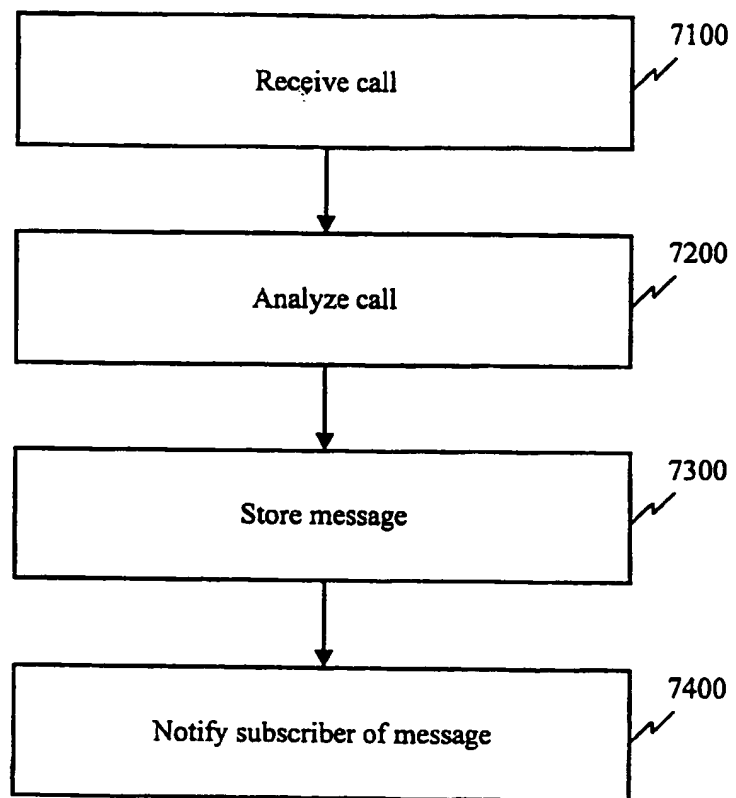 7100
Receive call
7200
Analyze call
7300
Store message
7400
Notify subscriber of message